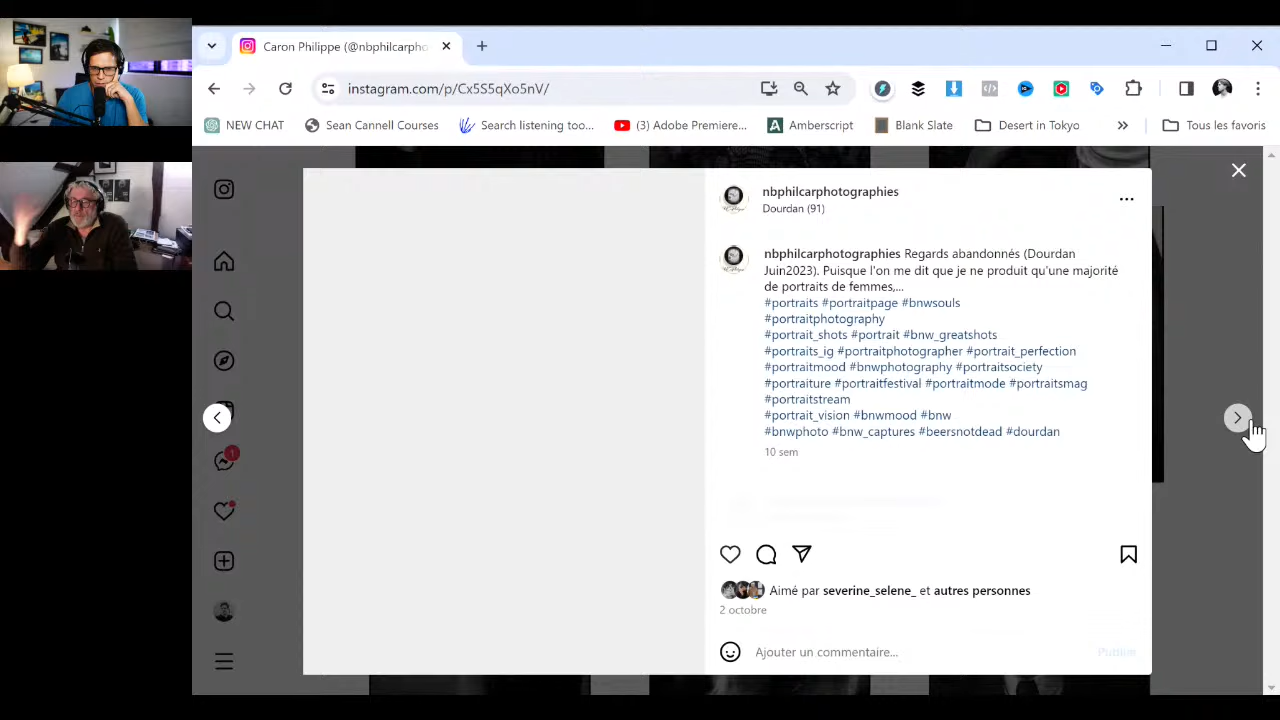 Caron Philippe (@nbphilcarpho
instagram.com/p/Cx5S5qXo5nV/
NEW CHAT
Sean Cannell Courses
Search listening too...
(3) Adobe Premiere...
Amberscript
Blank Slate
Desert in Tokyo
Tous les favoris
nbphilcarphotographies
Dourdan (91)
nbphilcarphotographies Regards abandonnés (Dourdan
Juin2023). Puisque l'on me dit que je ne produit qu'une majorité
de portraits de femmes,...
#portraits #portraitpage #bnwsouls
#portraitphotography
#portrait_shots #portrait #bnw_greatshots
#portraits_ig #portraitphotographer #portrait_perfection
#portraitmood #bnwphotography #portraitsociety
#portraiture #portraitfestival #portraitmode #portraitsmag
#portraitstream
#portrait_vision #bnwmood #bnw
#bnwphoto #bnw_captures #beersnotdead #dourdan
10 sem
1
Aimé par severine_selene_ et autres personnes
2 octobre
Ajouter un commentaire...
Publier